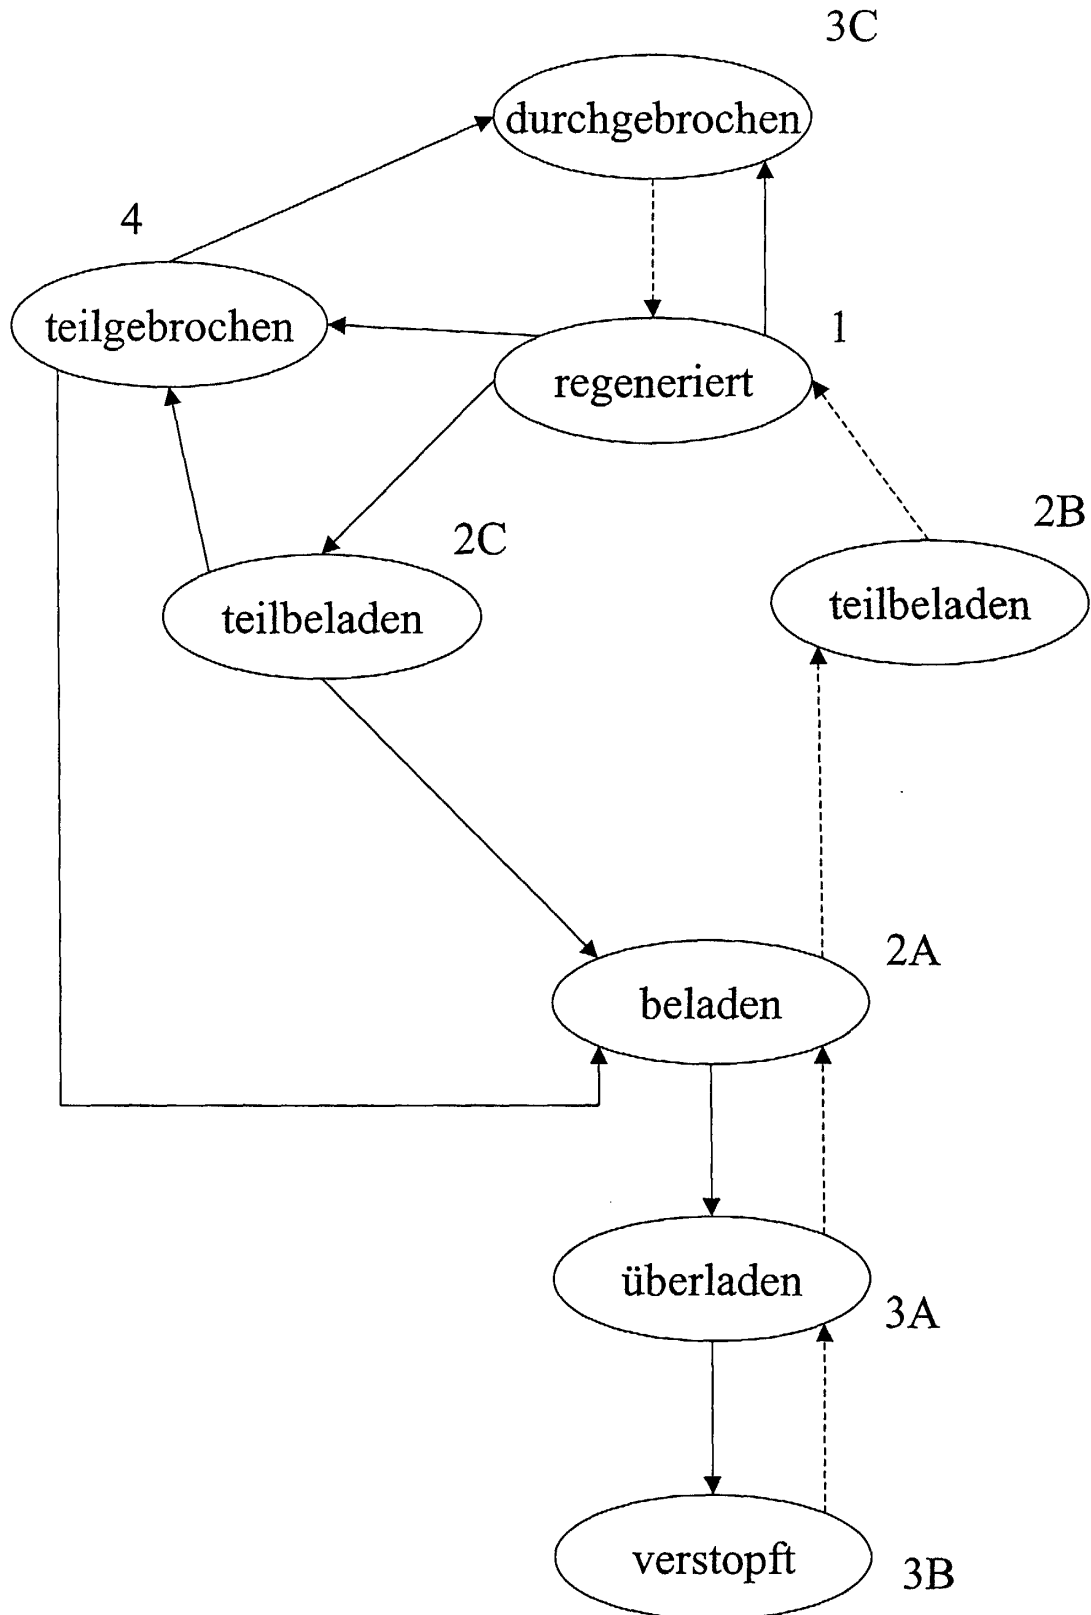 3C
durchgebrochen
4
teilgebrochen
1
regeneriert
2B
2C
teilbeladen
teilbeladen
2A
beladen
überladen
3A
verstopft
3B